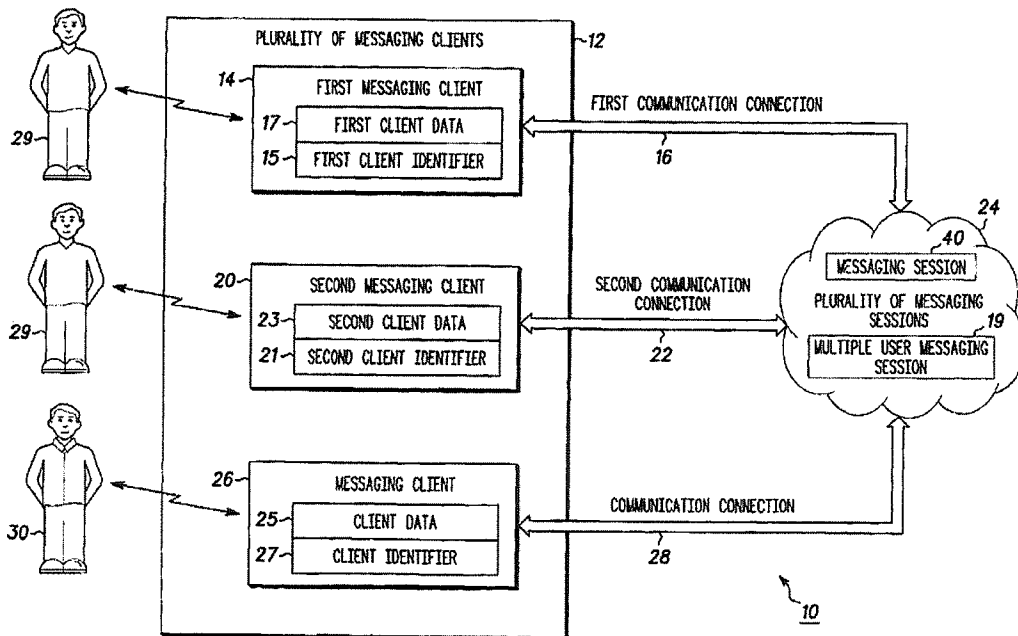 PLURALITY OF MESSAGING CLIENTS
12
14
FIRST MESSAGING CLIENT
17
FIRST CLIENT DATA
15
FIRST CLIENT IDENTIFIER
29
FIRST COMMUNICATION CONNECTION
16
24
40
MESSAGING SESSION
PLURALITY OF MESSAGING
SESSIONS
19
MULTIPLE USER MESSAGING
SESSION
20
SECOND MESSAGING CLIENT
23
SECOND CLIENT DATA
21
SECOND CLIENT IDENTIFIER
29
SECOND COMMUNICATION
CONNECTION
22
26
MESSAGING CLIENT
25
CLIENT DATA
27
CLIENT IDENTIFIER
30
COMMUNICATION CONNECTION
28
10